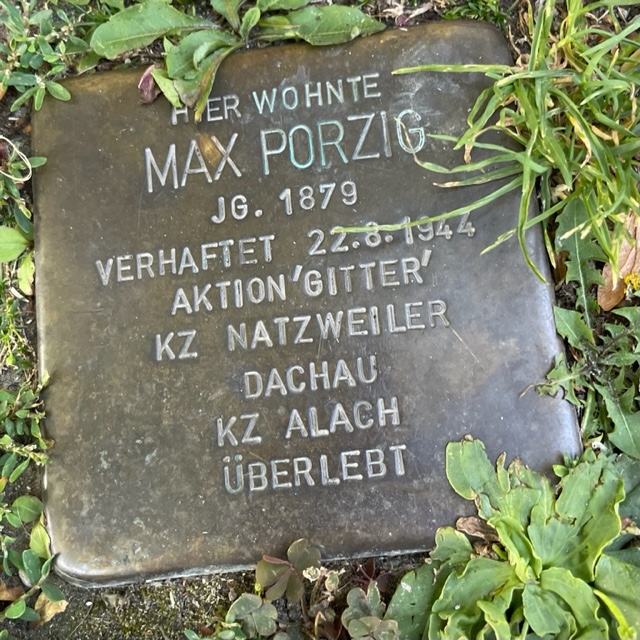 HIER WOHNTE
MAX PORZIG
JG. 1879
VERHAFTET 22.8.1944
AKTION 'GITTER'
KZ NATZWEILER
DACHAU
KZ ALACH
ÜBERLEBT